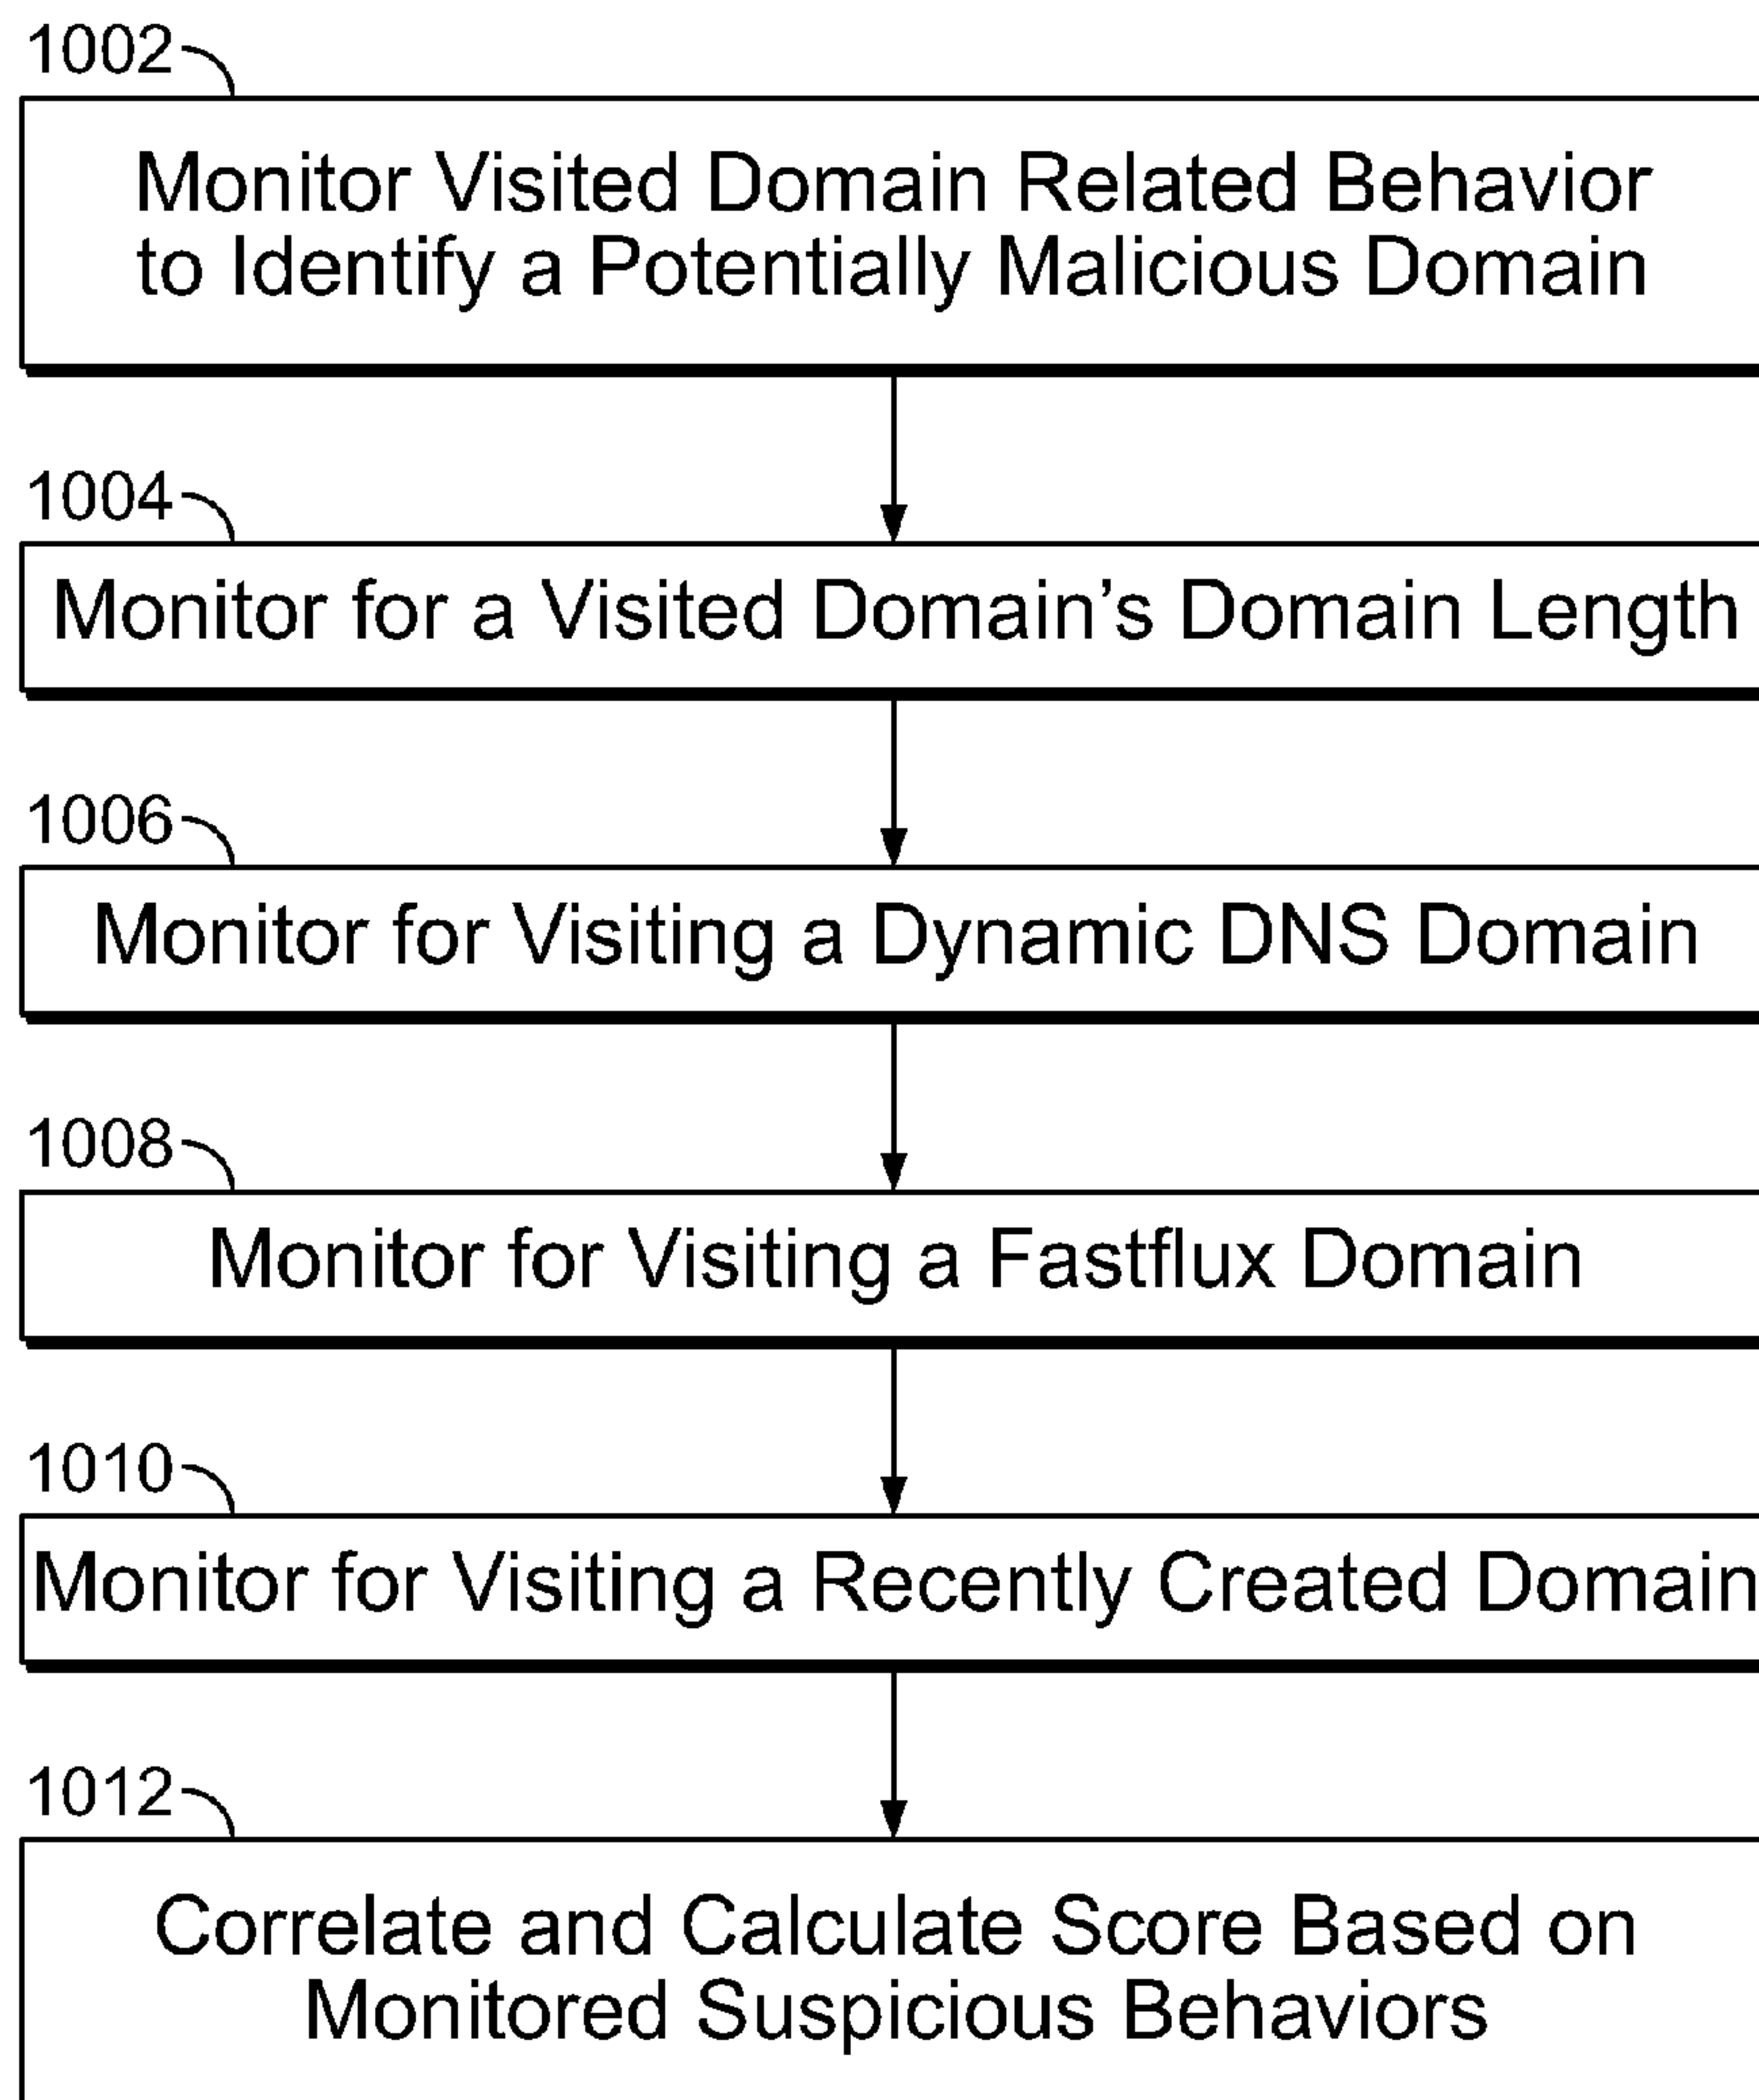 1002
Monitor Visited Domain Related Behavior
to Identify a Potentially Malicious Domain
1004
Monitor for a Visited Domain’s Domain Length
1006
Monitor for Visiting a Dynamic DNS Domain
1008
Monitor for Visiting a Fastflux Domain
1010
Monitor for Visiting a Recently Created Domain
1012
Correlate and Calculate Score Based on
Monitored Suspicious Behaviors